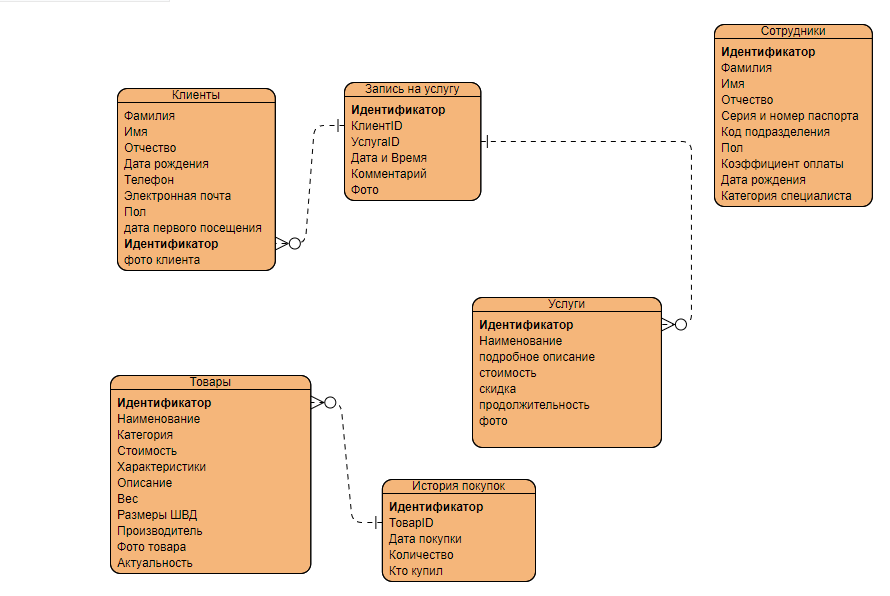 Клиенты
Фамилия
Имя
Отчество
Дата рождения
Телефон
Электронная почта
Пол
дата первого посещения
Идентификатор
фото клиента
Запись на услугу
Идентификатор
КлиентID
УслугаID
Дата и Время
Комментарий
Фото
Сотрудники
Идентификатор
Фамилия
Имя
Отчество
Серия и номер паспорта
Код подразделения
Пол
Коэффициент оплаты
Дата рождения
Категория специалиста
Услуги
Идентификатор
Наименование
подробное описание
стоимость
скидка
продолжительность
фото
Товары
Идентификатор
Наименование
Категория
Стоимость
Характеристики
Описание
Вес
Размеры ШВД
Производитель
Фото товара
Актуальность
История покупок
Идентификатор
ТоварID
Дата покупки
Количество
Кто купил